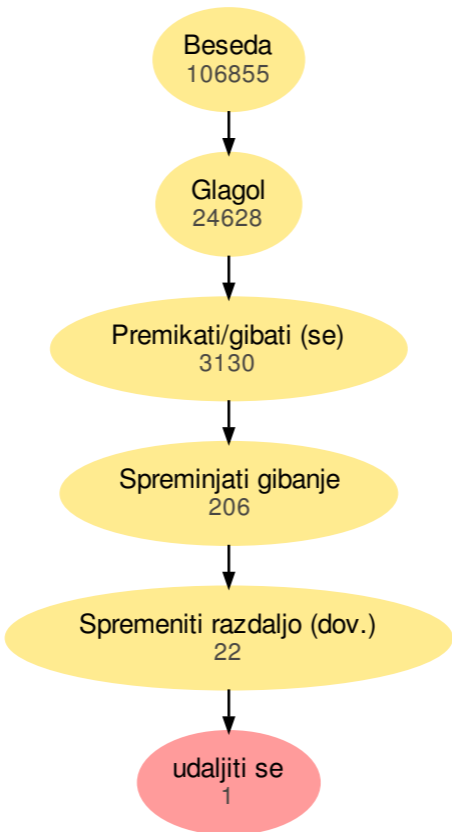 Beseda
106855
Glagol
24628
Premikati/gibati (se)
3130
Spreminjati gibanje
206
Spremeniti razdaljo (dov.)
22
udaljiti se
1